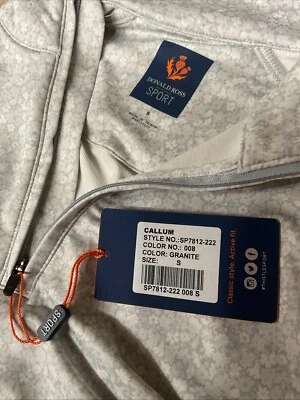 DONALD ROSS
SPORT
S
CALLUM
STYLE NO.:SP7812-222
COLOR NO.: 008
COLOR: GRANITE
SIZE: S
SP7812-222 008 S
Classic style. Active fit.
#THISTLESPORT
SPORT